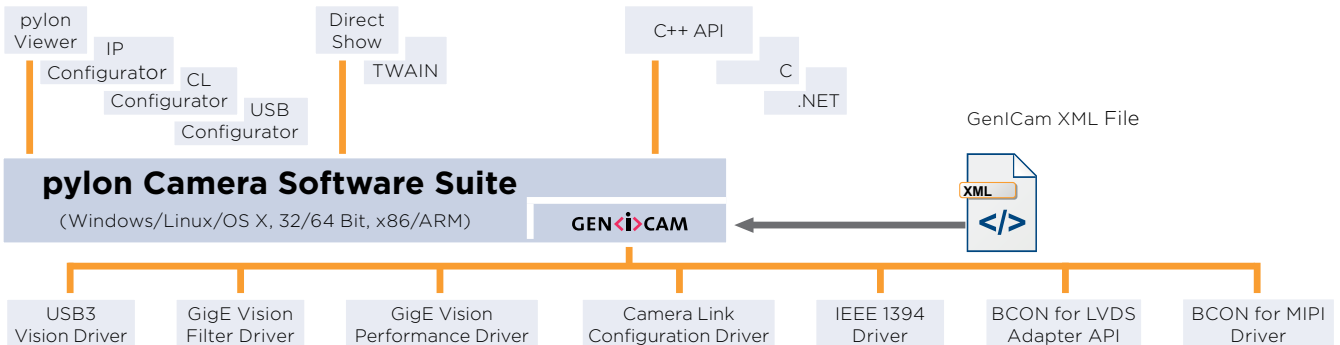 pylon
Viewer
IP
Configurator
CL
Configurator
USB
Configurator
Direct
Show
TWAIN
C++ API
C
.NET
GenICam XML File
XML
</>
pylon Camera Software Suite
(Windows/Linux/OS X, 32/64 Bit, x86/ARM)
GEN<i>CAM
USB3
Vision Driver
GigE Vision
Filter Driver
GigE Vision
Performance Driver
Camera Link
Configuration Driver
IEEE 1394
Driver
BCON for LVDS
Adapter API
BCON for MIPI
Driver